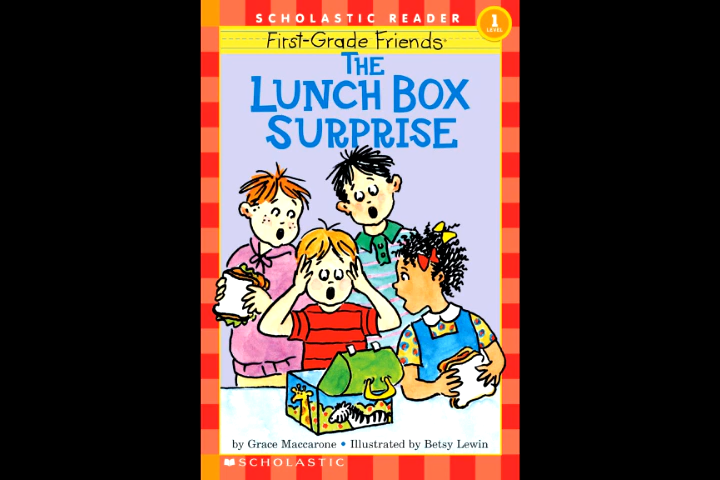 SCHOLASTIC READER
1
LEVEL
First-Grade Friends
THE
LUNCH BOX
SURPRISE
by Grace Maccarone • Illustrated by Betsy Lewin
SCHOLASTIC